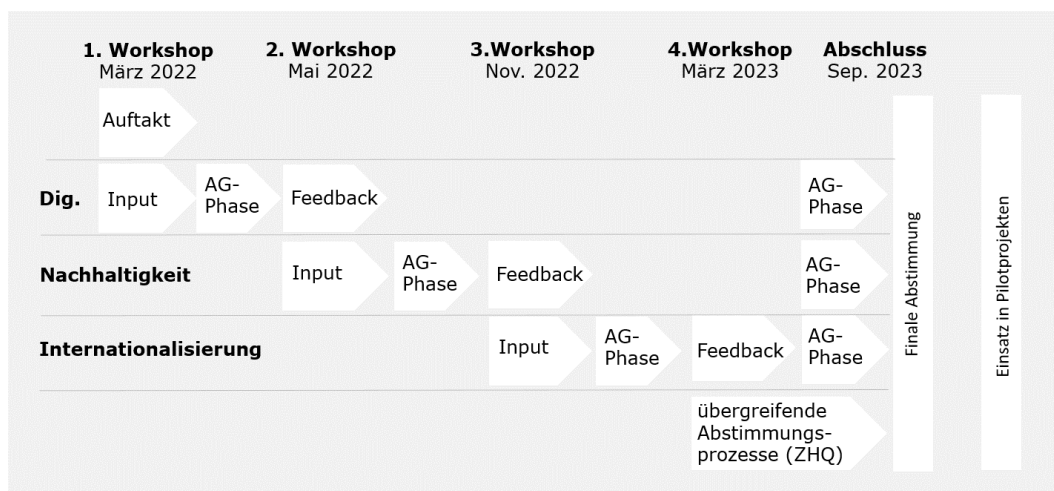 1. Workshop
März 2022
2. Workshop
Mai 2022
3.Workshop
Nov. 2022
4.Workshop
März 2023
Abschluss
Sep. 2023
Auftakt
Dig.
Input
AG-
Phase
Feedback
AG-
Phase
Nachhaltigkeit
Input
AG-
Phase
Feedback
AG-
Phase
Internationalisierung
Input
AG-
Phase
Feedback
AG-
Phase
übergreifende
Abstimmungs-
prozesse (ZHQ)
Finale Abstimmung
Einsatz in Pilotprojekten